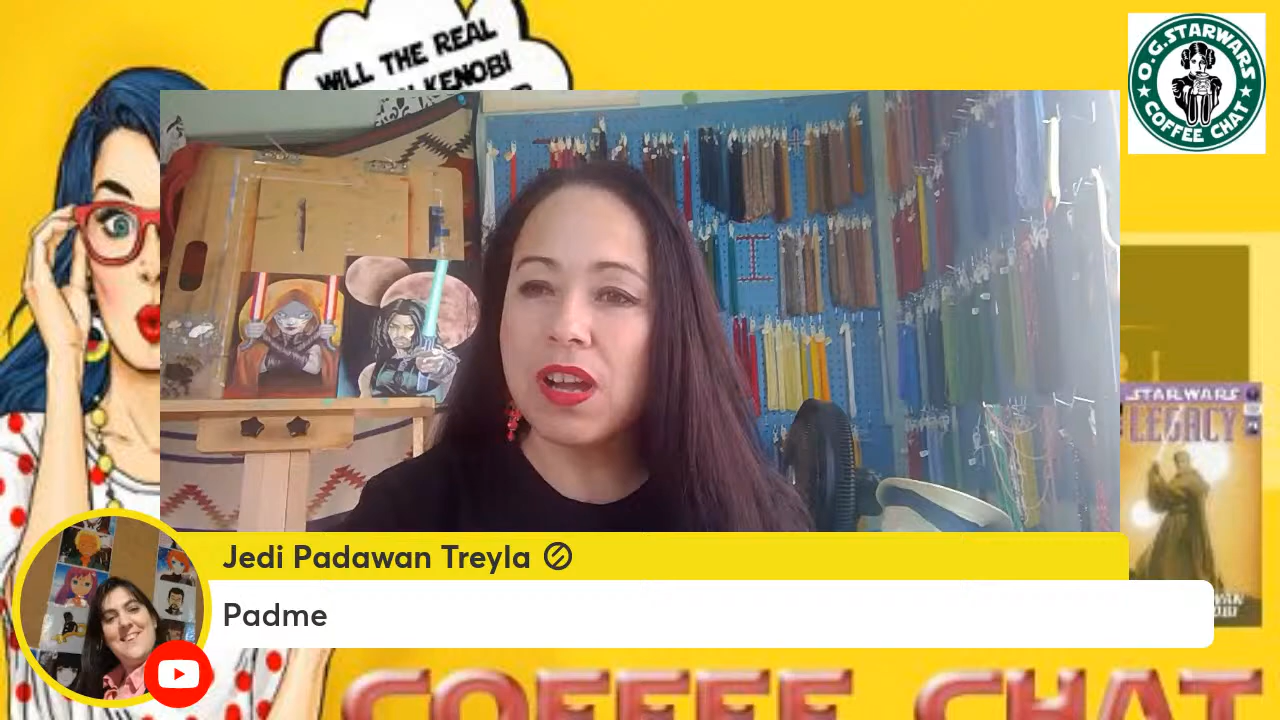 WILL THE REAL
KENOBI
O.G. STARWARS
COFFEE CHAT
STAR WARS
LEGACY
Jedi Padawan Treyla
Padme
COFFEE CHAT